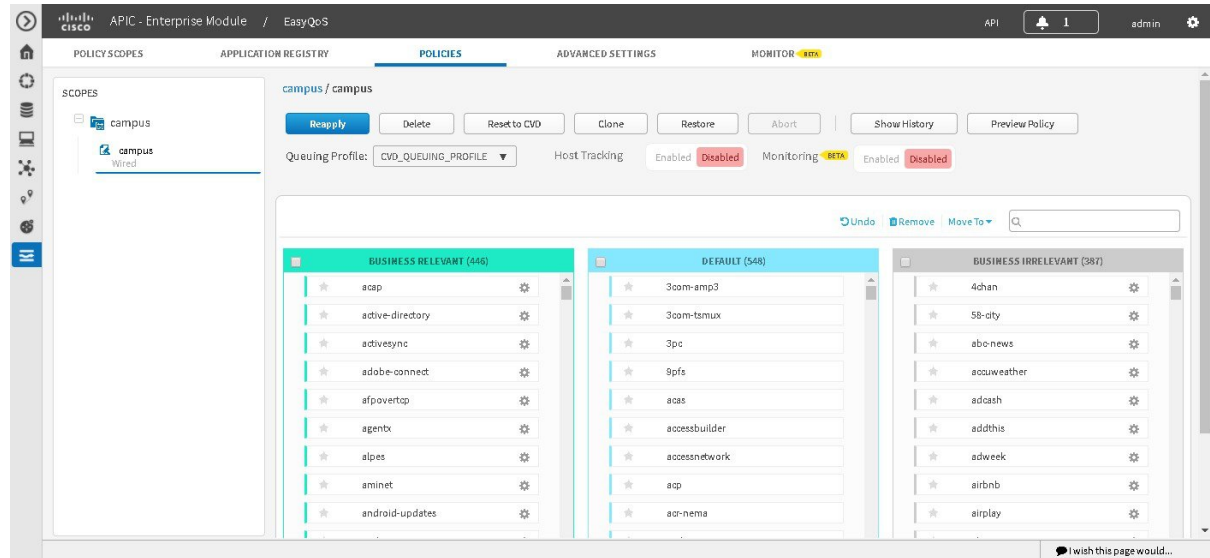 cisco APIC - Enterprise Module / EasyQoS API 1 admin
POLICY SCOPES APPLICATION REGISTRY POLICIES ADVANCED SETTINGS MONITOR BETA
SCOPES
campus
campus
Wired
campus / campus
Reapply Delete Reset to CVD Clone Restore Abort Show History Preview Policy
Queuing Profile: CVD_QUEUING_PROFILE Host Tracking Enabled Disabled Monitoring BETA Enabled Disabled
Undo Remove Move To
BUSINESS RELEVANT (446) DEFAULT (548) BUSINESS IRRELEVANT (387)
acap 3com-amp3 4chan
active-directory 3com-tsmux 58-city
activesync 3pc abc-news
adobe-connect 9pfs accuweather
afpovertcp acas adcash
agentx accessbuilder addthis
alpes accessnetwork adweek
aminet acp airbnb
android-updates acr-nema airplay
I wish this page would...